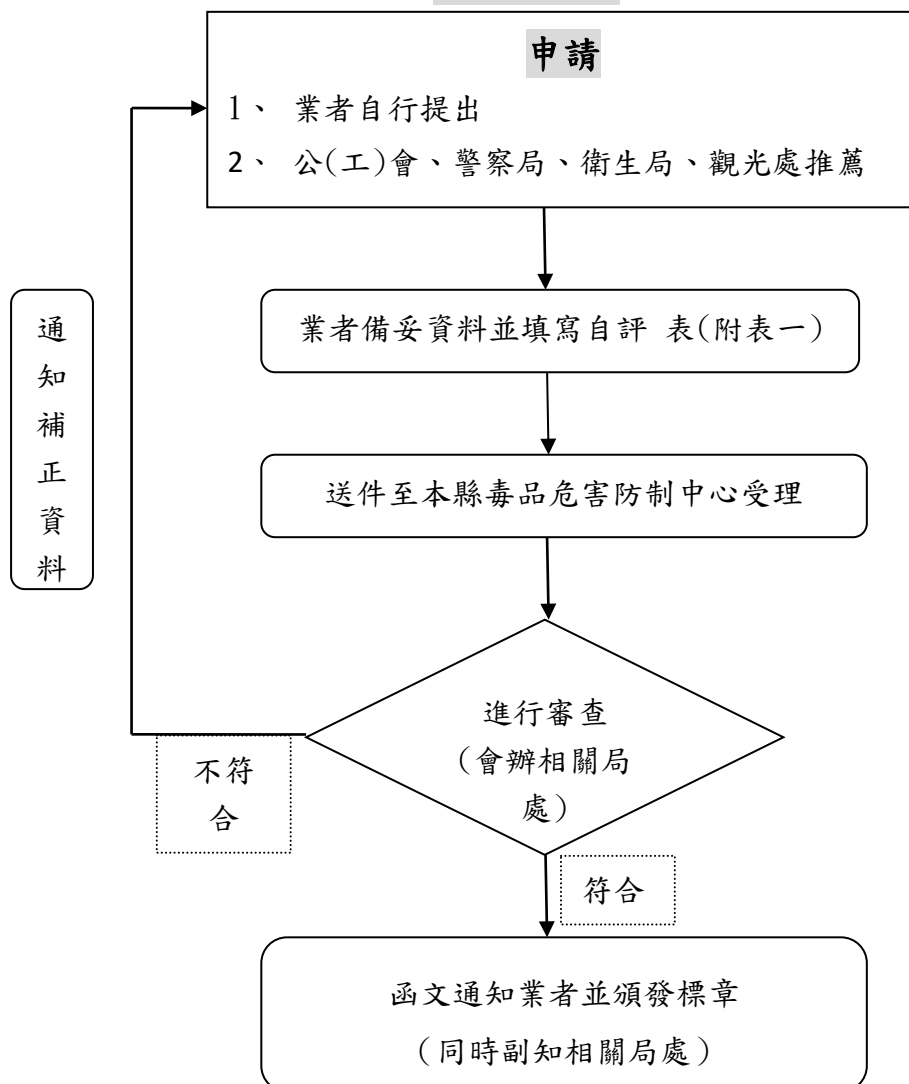 申請
1、 業者自行提出
2、 公(工)會、警察局、衛生局、觀光處推薦
業者備妥資料並填寫自評 表(附表一)
送件至本縣毒品危害防制中心受理
通
知
補
正
資
料
進行審查
(會辦相關局
處)
不符
合
符合
函文通知業者並頒發標章
(同時副知相關局處)